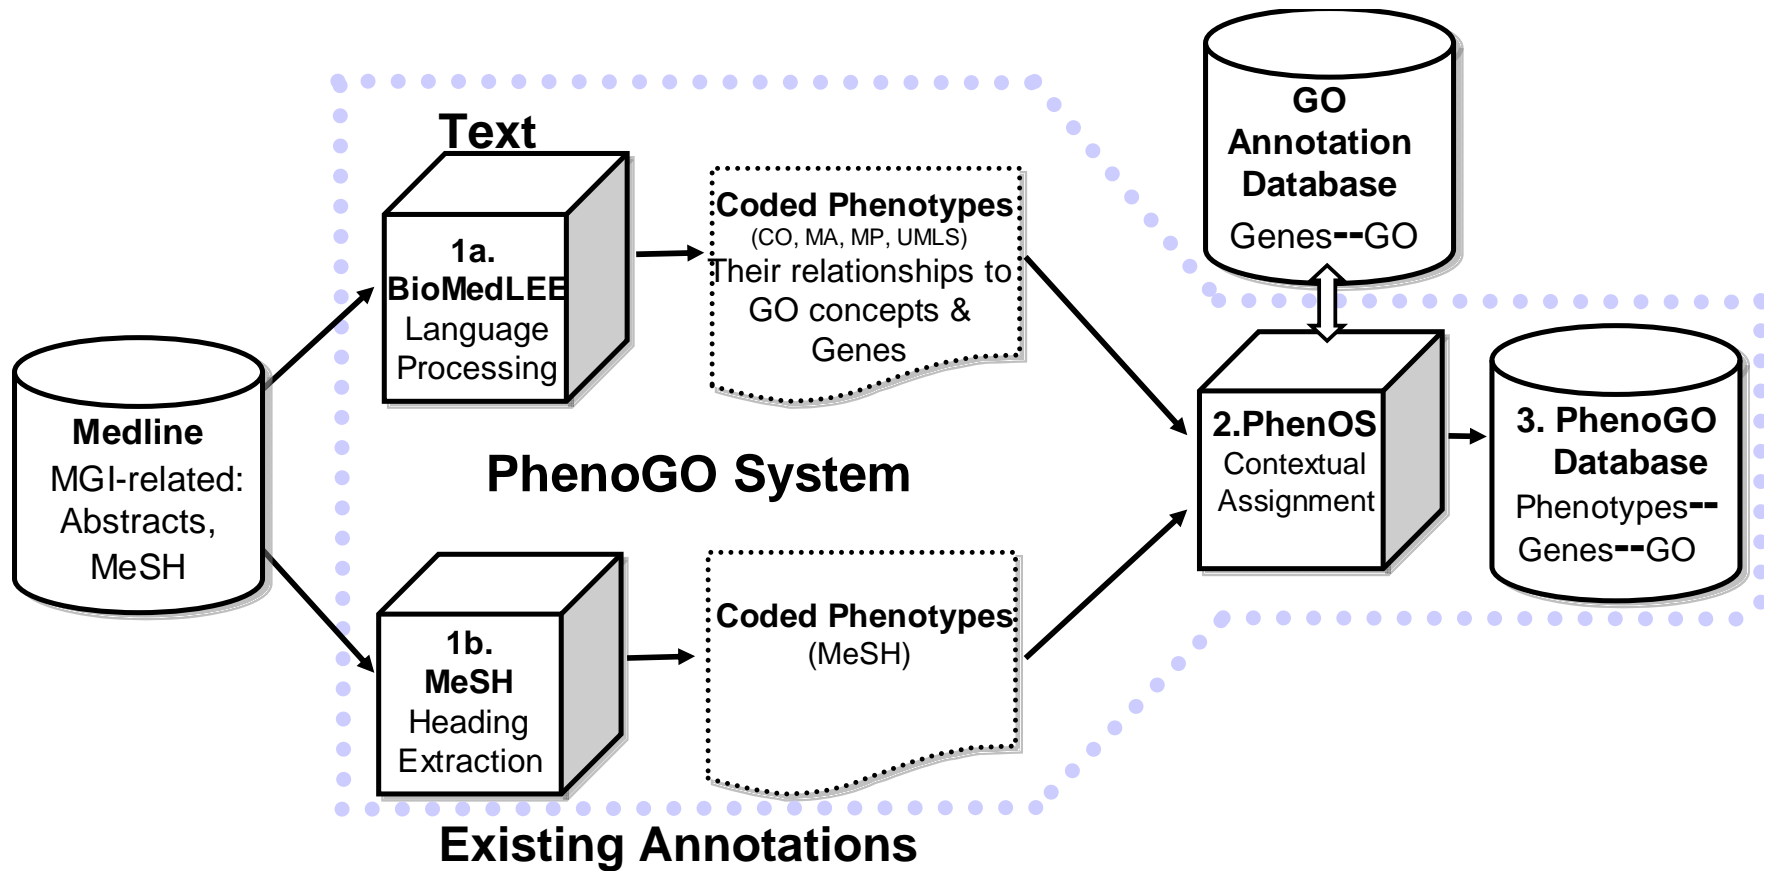 Text
1a.
BioMedLEE
Language
Processing
Coded Phenotypes
(CO, MA, MP, UMLS)
Their relationships to
GO concepts &
Genes
GO
Annotation
Database
Genes--GO
Medline
MGI-related:
Abstracts,
MeSH
PhenoGO System
2.PhenOS
Contextual
Assignment
3. PhenoGO
Database
Phenotypes--
Genes--GO
1b.
MeSH
Heading
Extraction
Coded Phenotypes
(MeSH)
Existing Annotations